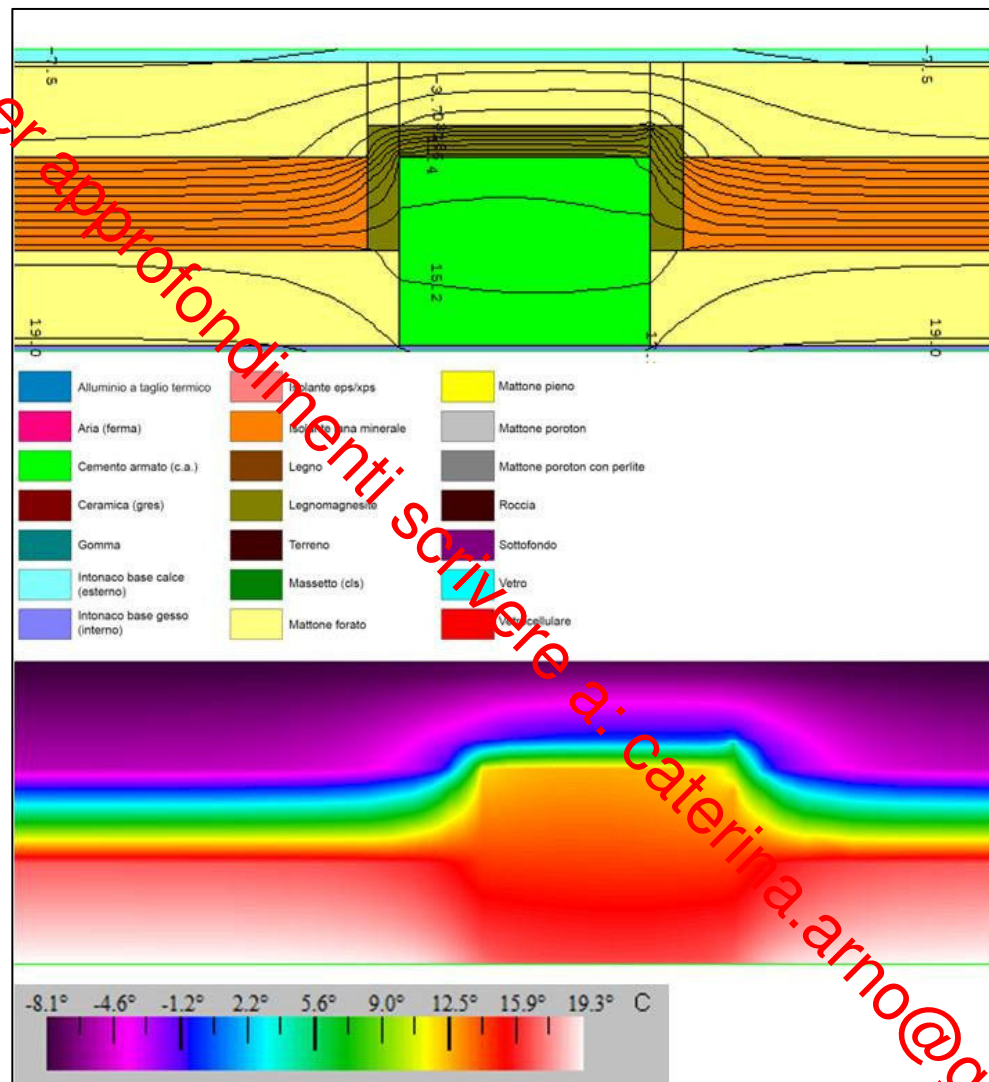 -7.5
-7.5
15.2
19.0
19.0
Alluminio a taglio termico
Aria (ferma)
Cemento armato (c.a.)
Ceramica (gres)
Gomma
Intonaco base calce
(esterno)
Intonaco base gesso
(interno)
Isolante eps/xps
Isolante lana minerale
Legno
Legnomagnesite
Terreno
Massetto (cls)
Mattone forato
Mattone pieno
Mattone poroton
Mattone poroton con perlite
Roccia
Sottofondo
Vetro
Vetrocellulare
-8.1° -4.6° -1.2° 2.2° 5.6° 9.0° 12.5° 15.9° 19.3° C
er approfondimenti scrivere a: caterina.arno@g